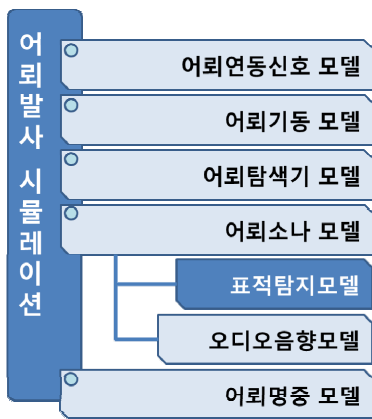 어뢰발사 시뮬레이션
어뢰연동신호 모델
어뢰기동 모델
어뢰탐색기 모델
어뢰소나 모델
표적탐지모델
오디오음향모델
어뢰명중 모델